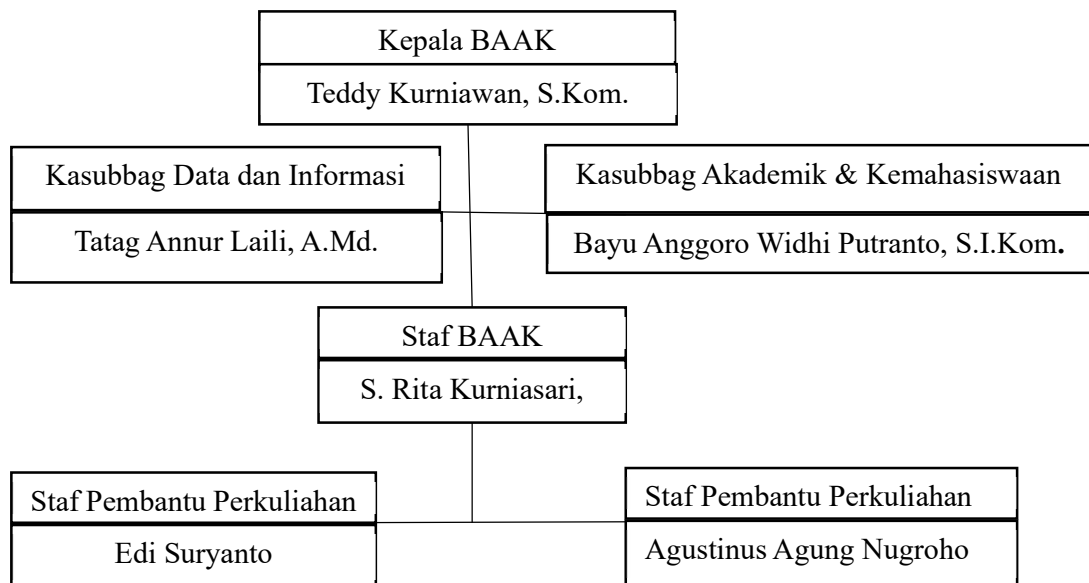 Kepala BAAK
Teddy Kurniawan, S.Kom.
Kasubbag Data dan Informasi
Tatag Annur Laili, A.Md.
Kasubbag Akademik & Kemahasiswaan
Bayu Anggoro Widhi Putranto, S.I.Kom.
Staf BAAK
S. Rita Kurniasari,
Staf Pembantu Perkuliahan
Edi Suryanto
Staf Pembantu Perkuliahan
Agustinus Agung Nugroho